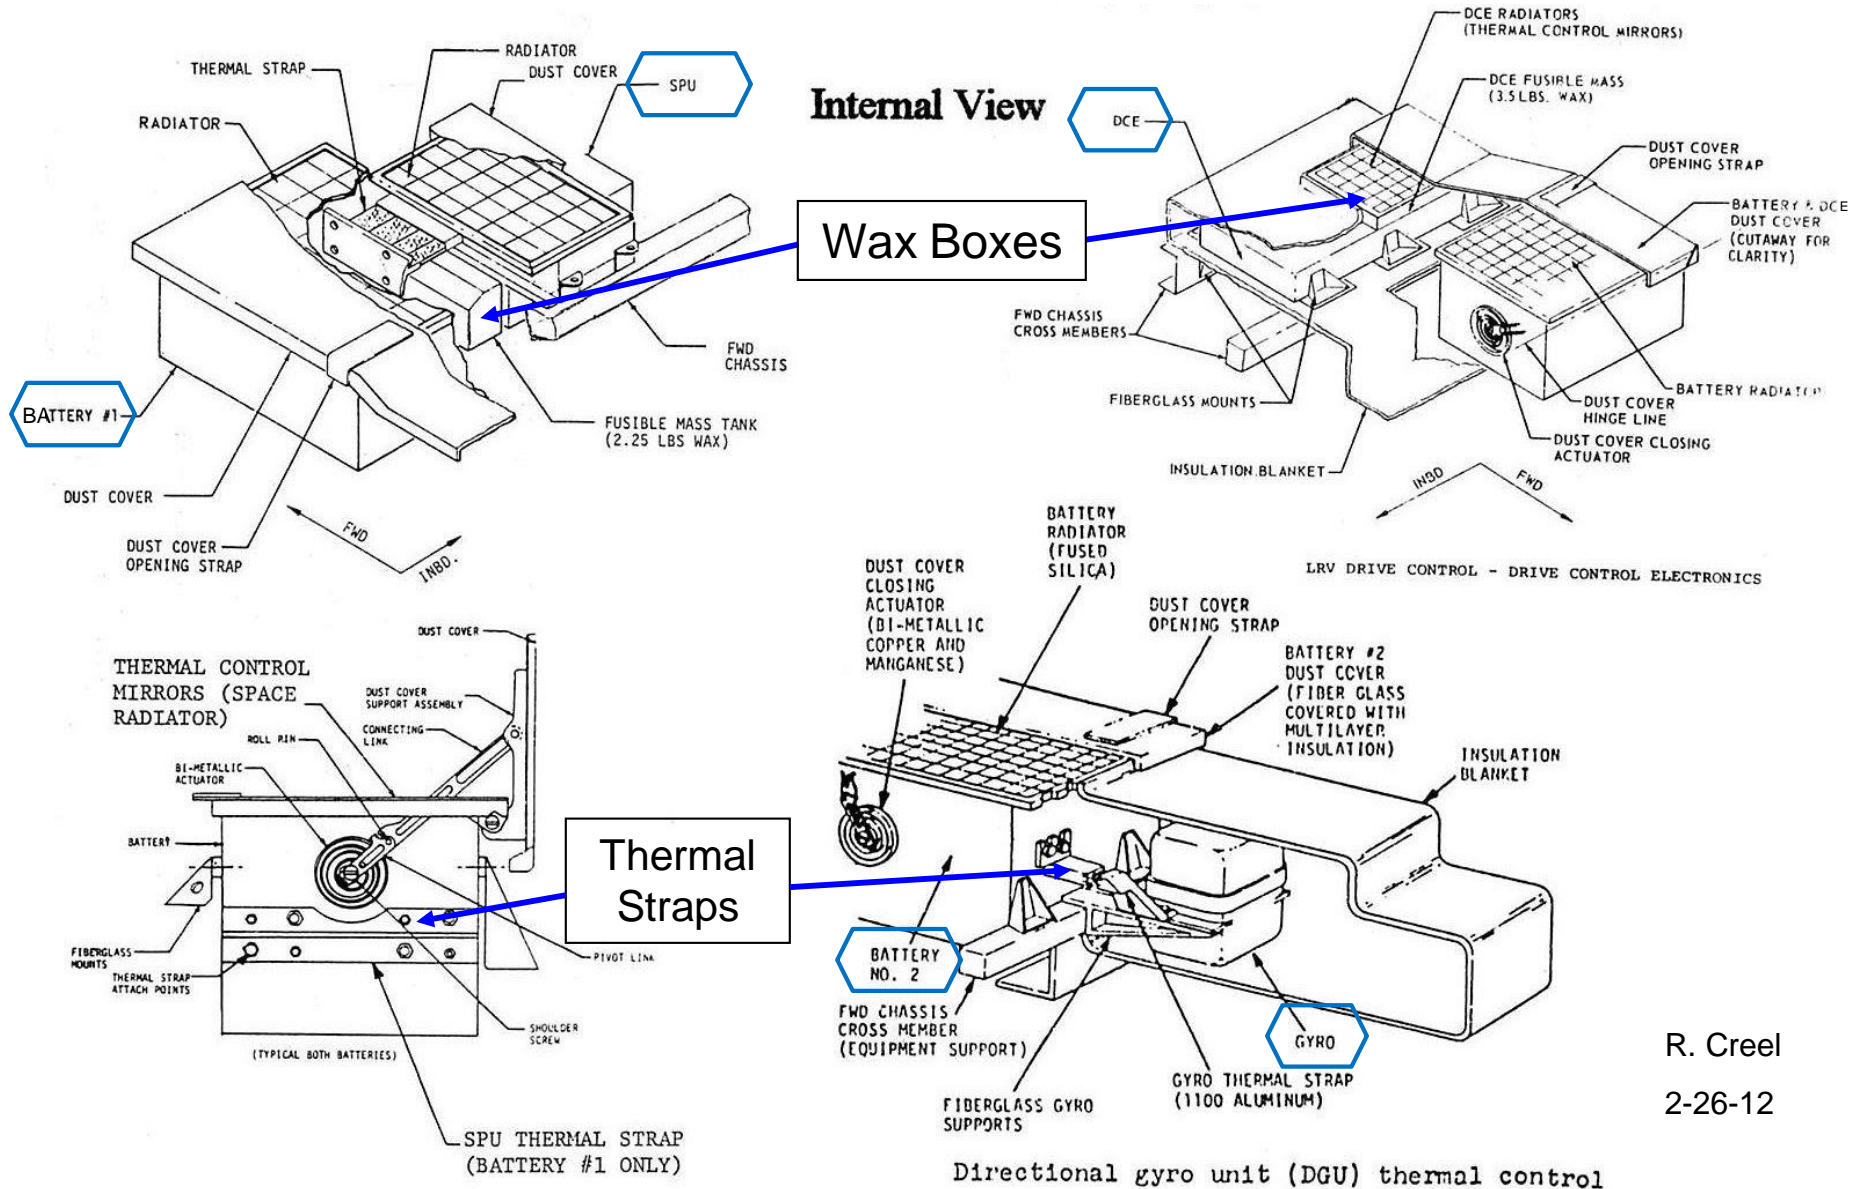 RADIATOR
DUST COVER
THERMAL STRAP
SPU
RADIATOR
BATTERY #1
FWD
CHASSIS
FUSIBLE MASS TANK
(2.25 LBS WAX)
DUST COVER
DUST COVER
OPENING STRAP
FWD
INBD.
Internal View
Wax Boxes
DCE RADIATORS
(THERMAL CONTROL MIRRORS)
DCE
DCE FUSIBLE MASS
(3.5 LBS. WAX)
DUST COVER
OPENING STRAP
BATTERY & DCE
DUST COVER
(CUTAWAY FOR
CLARITY)
FWD CHASSIS
CROSS MEMBERS
FIBERGLASS MOUNTS
BATTERY RADIATOR
DUST COVER
HINGE LINE
DUST COVER CLOSING
ACTUATOR
INSULATION BLANKET
INBD
FWD
LRV DRIVE CONTROL - DRIVE CONTROL ELECTRONICS
DUST COVER
THERMAL CONTROL
MIRRORS (SPACE
RADIATOR)
DUST COVER
SUPPORT ASSEMBLY
CONNECTING
LINK
ROLL PIN
BI-METALLIC
ACTUATOR
BATTERY
FIBERGLASS
MOUNTS
THERMAL STRAP
ATTACH POINTS
PIVOT LINK
SHOULDER
SCREW
(TYPICAL BOTH BATTERIES)
SPU THERMAL STRAP
(BATTERY #1 ONLY)
Thermal
Straps
BATTERY
RADIATOR
(FUSED
SILICA)
DUST COVER
CLOSING
ACTUATOR
(BI-METALLIC
COPPER AND
MANGANESE)
DUST COVER
OPENING STRAP
BATTERY #2
DUST COVER
(FIBER GLASS
COVERED WITH
MULTILAYER
INSULATION)
INSULATION
BLANKET
BATTERY
NO. 2
FWD CHASSIS
CROSS MEMBER
(EQUIPMENT SUPPORT)
GYRO
GYRO THERMAL STRAP
(1100 ALUMINUM)
FIBERGLASS GYRO
SUPPORTS
Directional gyro unit (DGU) thermal control
R. Creel
2-26-12